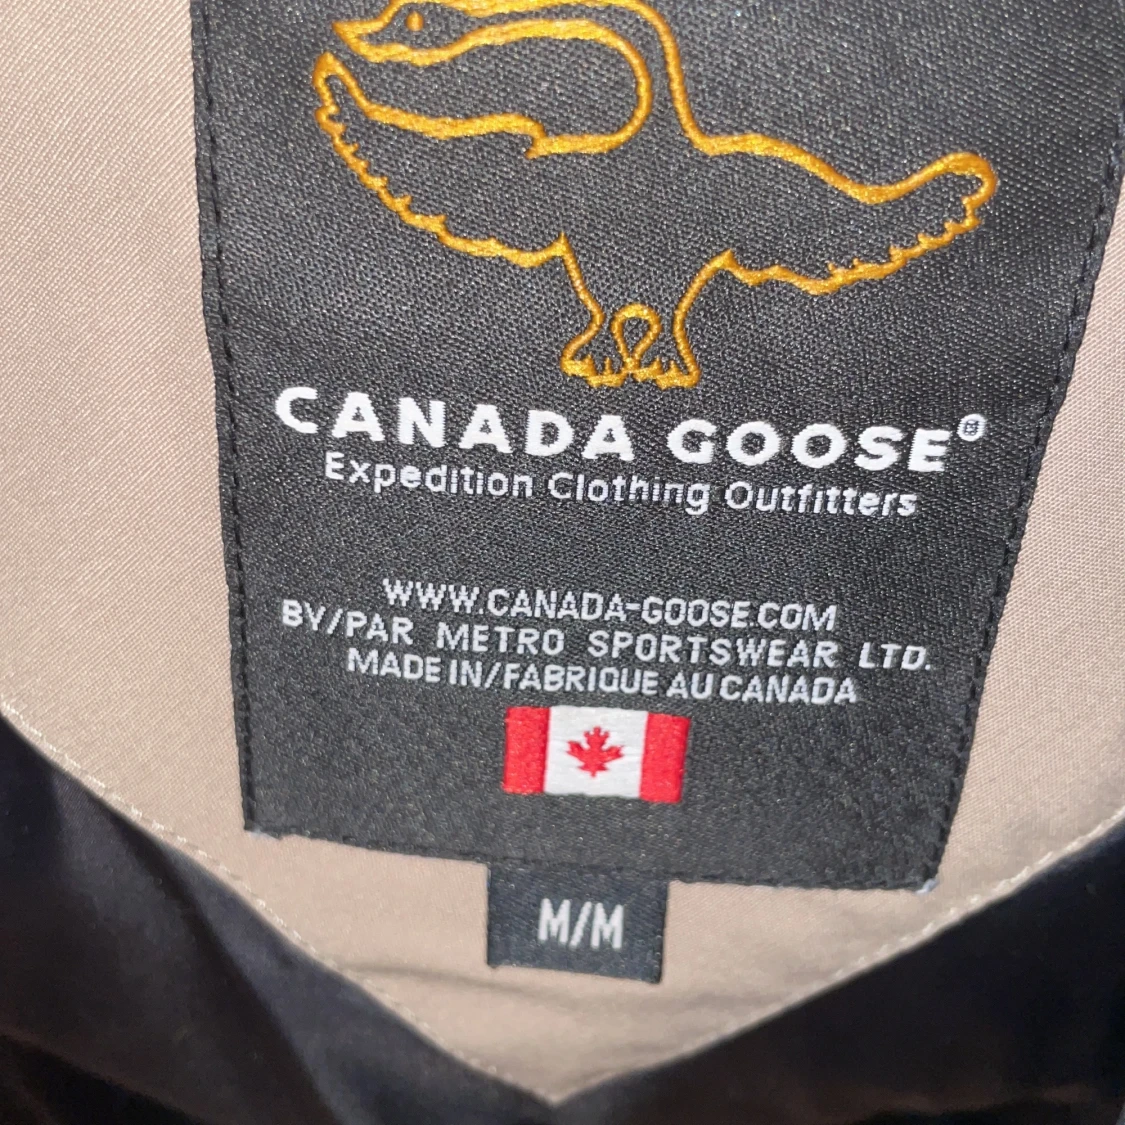 CANADA GOOSE®
Expedition Clothing Outfitters
WWW.CANADA-GOOSE.COM
BY/PAR METRO SPORTSWEAR LTD.
MADE IN/FABRIQUE AU CANADA
M/M